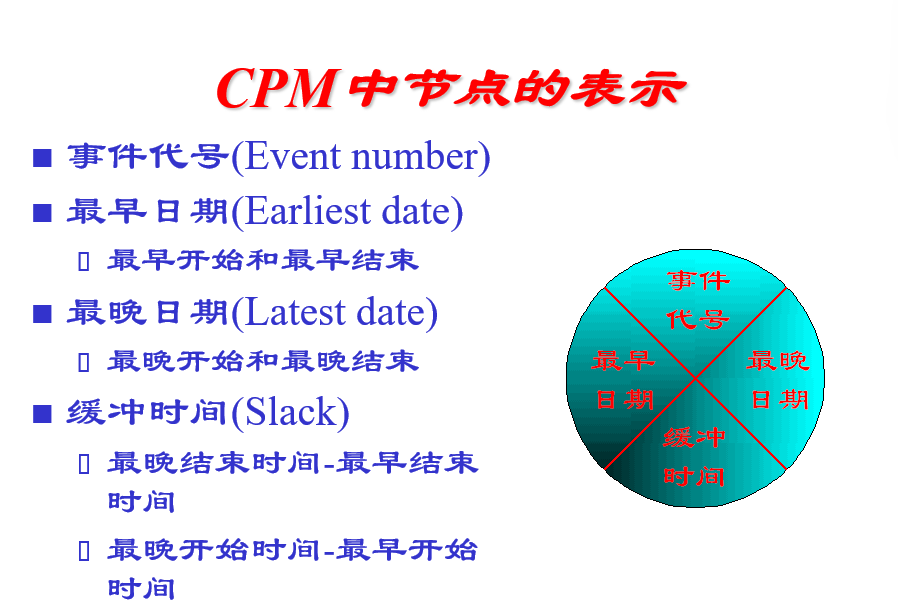 CPM中节点的表示
事件代号(Event number)
最早日期(Earliest date)
最早开始和最早结束
最晚日期(Latest date)
最晚开始和最晚结束
缓冲时间(Slack)
最晚结束时间-最早结束
时间
最晚开始时间-最早开始
时间
事件
代号
最早
日期
最晚
日期
缓冲
时间